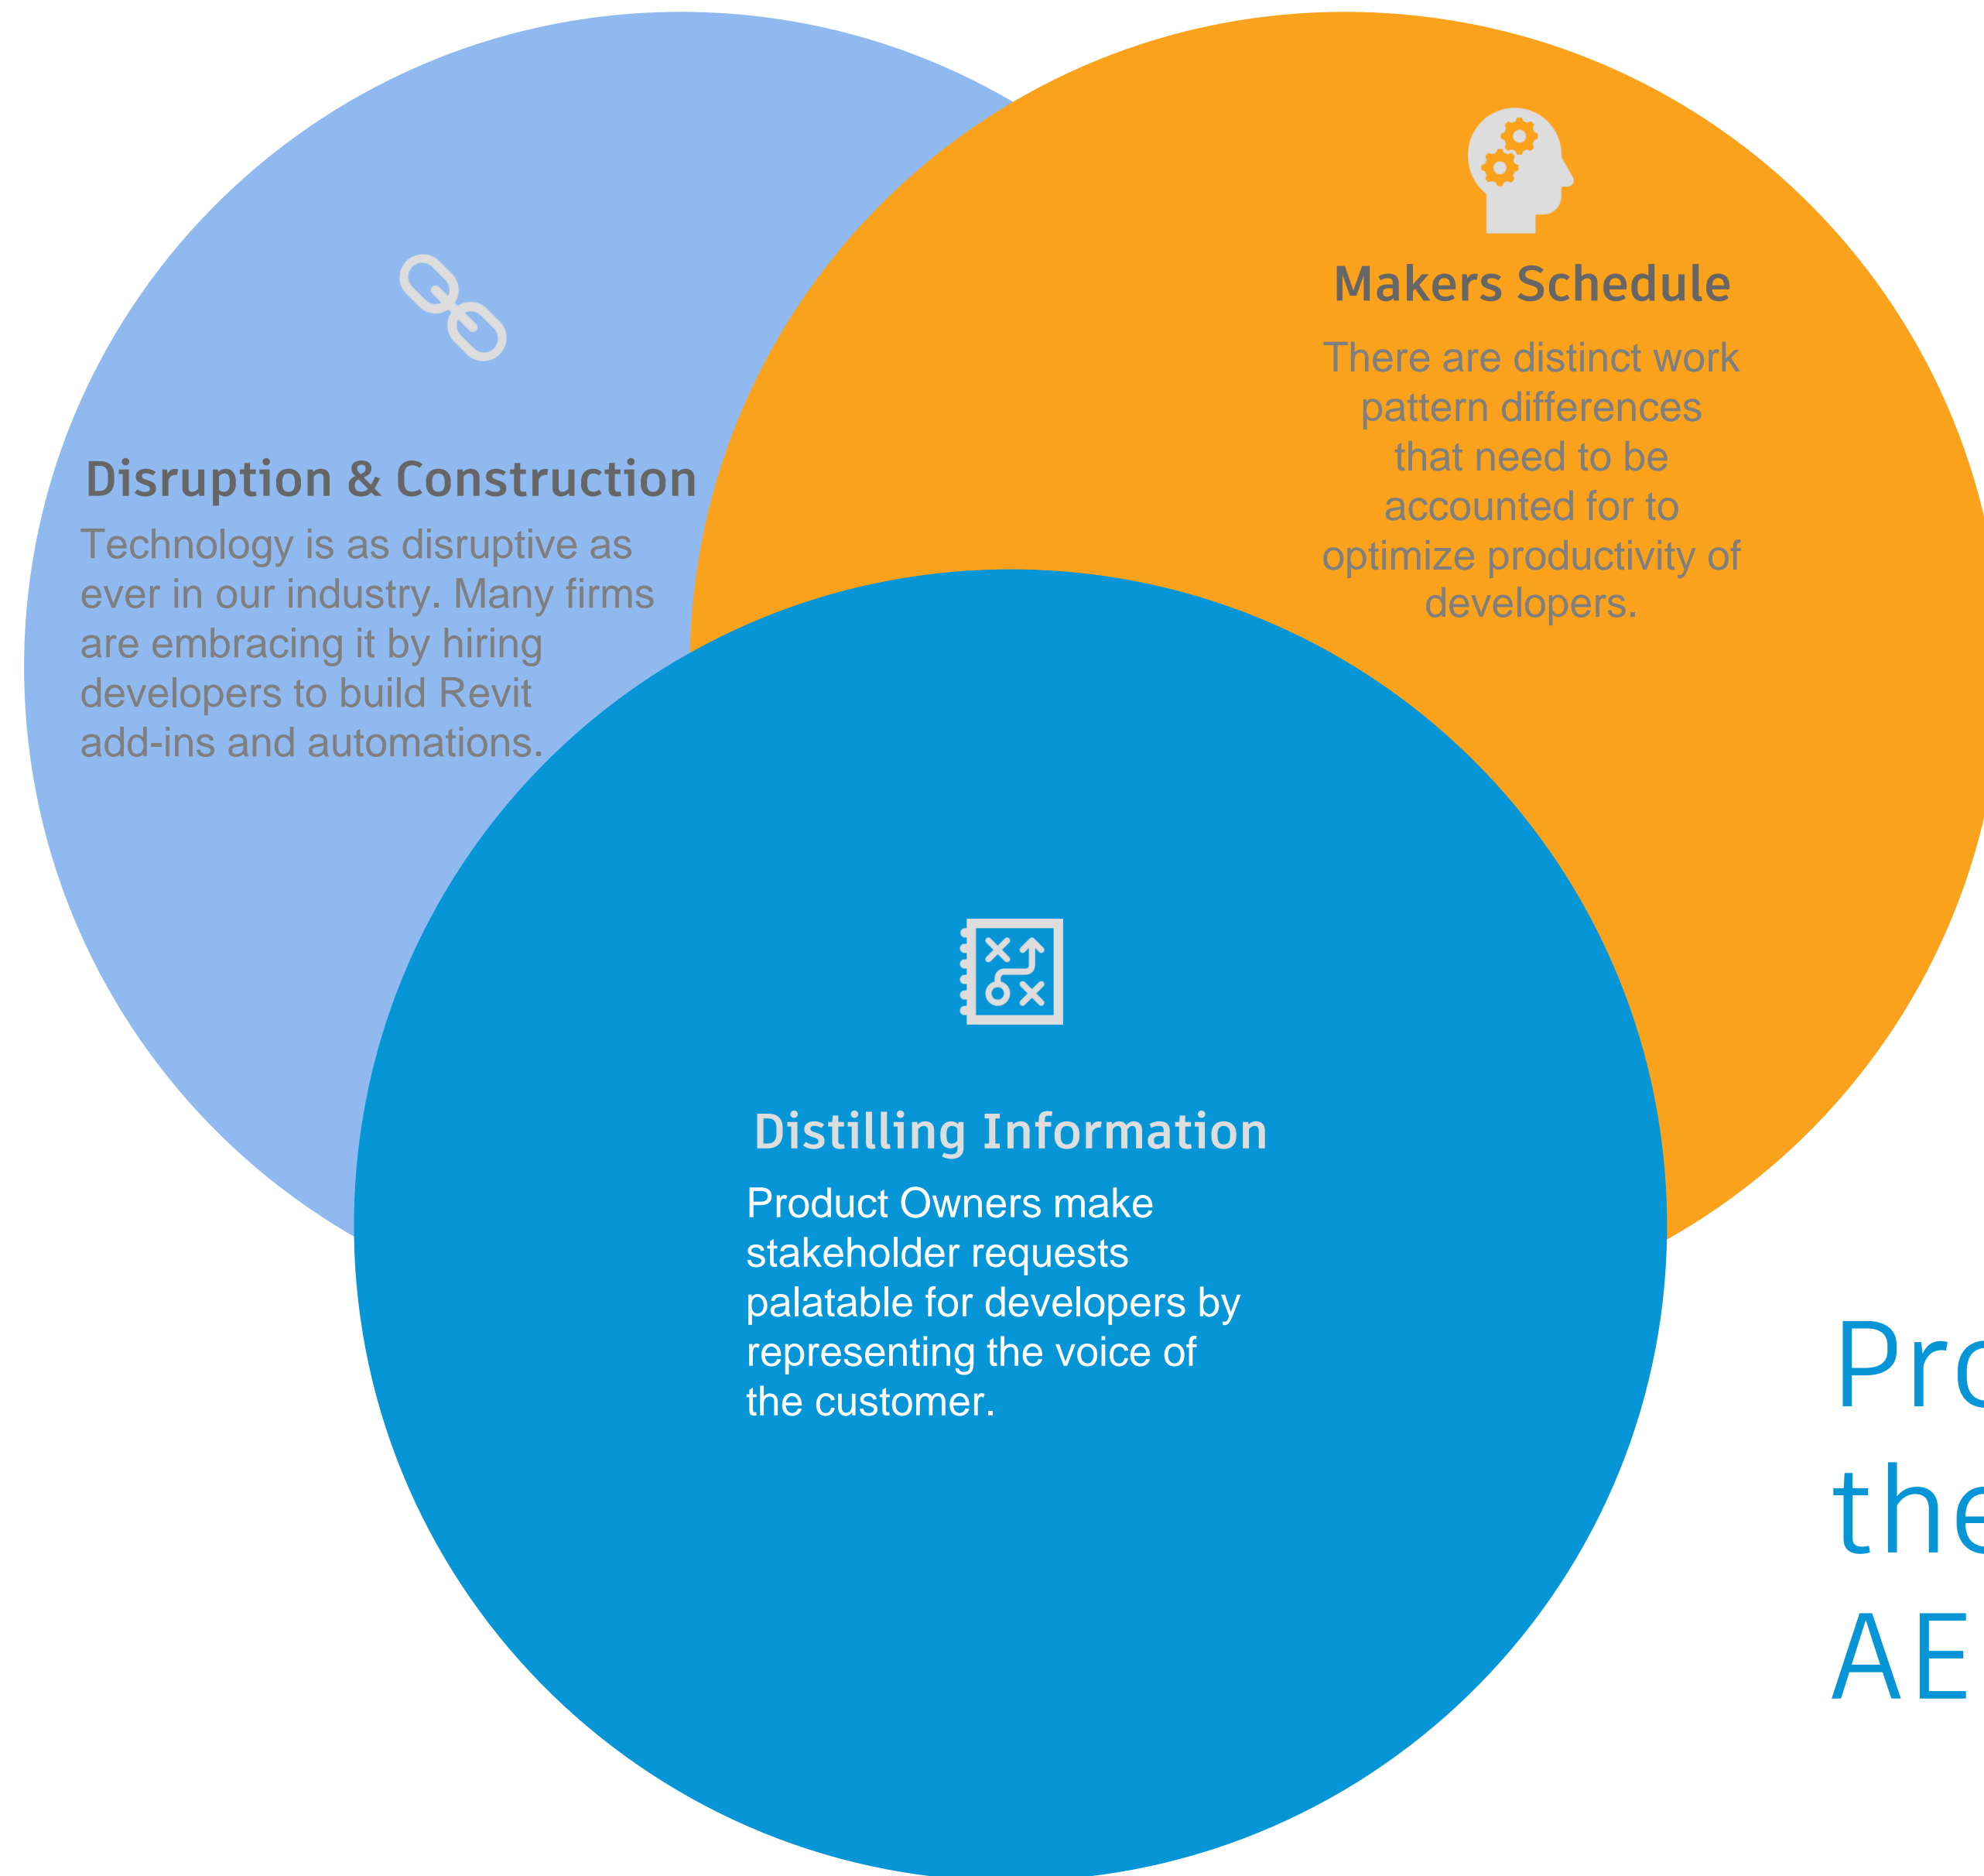 Makers Schedule
There are distinct work
pattern differences
that need to be
accounted for to
optimize productivity of
developers.
Disruption & Construction
Technology is as disruptive as
ever in our industry. Many firms
are embracing it by hiring
developers to build Revit
add-ins and automations.
Distilling Information
Product Owners make
stakeholder requests
palatable for developers by
representing the voice of
the customer.